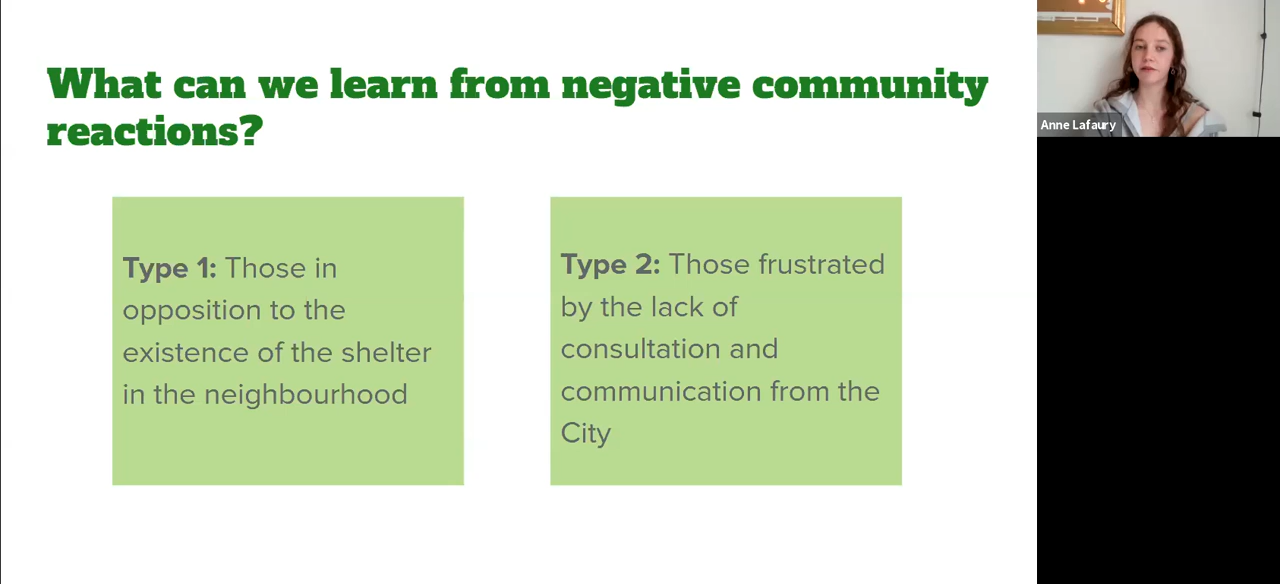 What can we learn from negative community
reactions?
Type 1: Those in
opposition to the
existence of the shelter
in the neighbourhood
Type 2: Those frustrated
by the lack of
consultation and
communication from the
City
Anne Lafaury